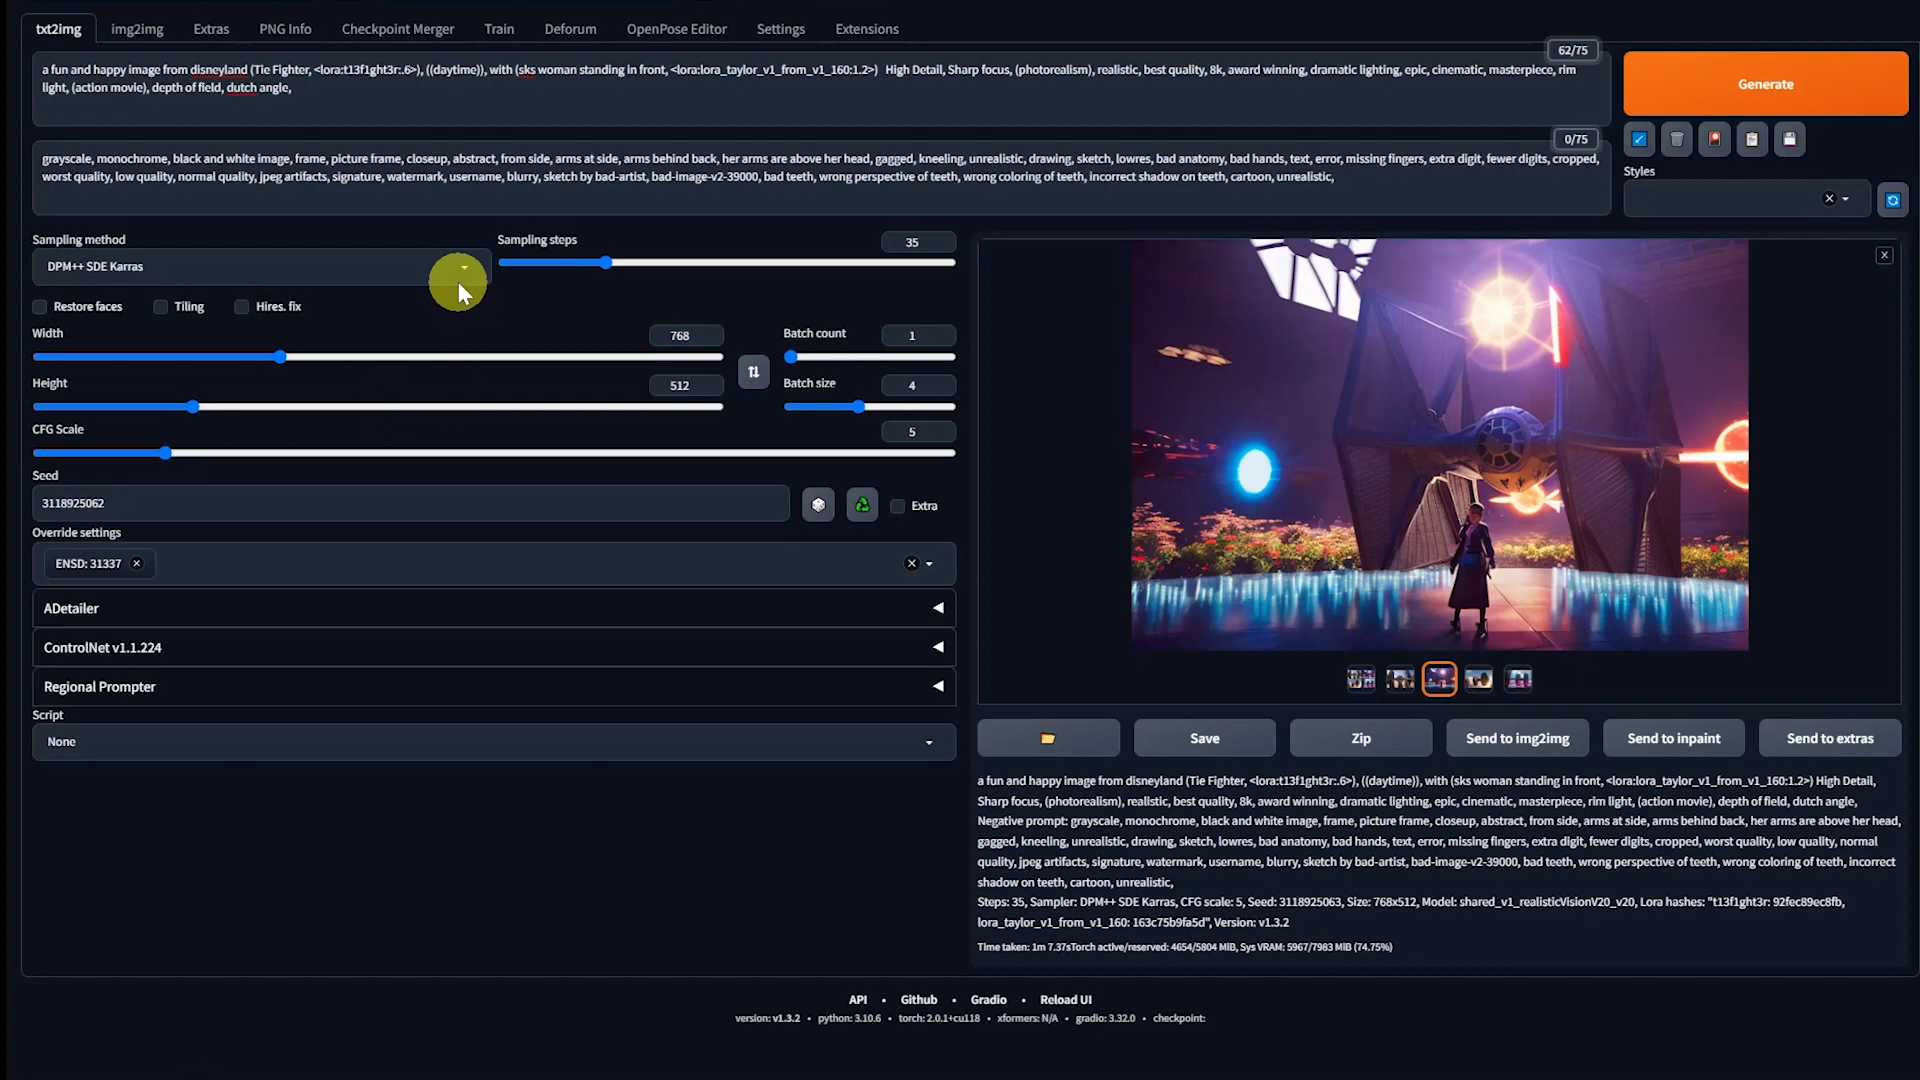 txt2img img2img Extras PNG Info Checkpoint Merger Train Deforum OpenPose Editor Settings Extensions
62/75
a fun and happy image from disneyland (Tie Fighter, <lora:t13f1ght3r:.6>), ((daytime)), with (sks woman standing in front, <lora:lora_taylor_v1_from_v1_160:1.2>)  High Detail, Sharp focus, (photorealism), realistic, best quality, 8k, award winning, dramatic lighting, epic, cinematic, masterpiece, rim
light, (action movie), depth of field, dutch angle,
Generate
0/75
grayscale, monochrome, black and white image, frame, picture frame, closeup, abstract, from side, arms at side, arms behind back, her arms are above her head, gagged, kneeling, unrealistic, drawing, sketch, lowres, bad anatomy, bad hands, text, error, missing fingers, extra digit, fewer digits, cropped,
worst quality, low quality, normal quality, jpeg artifacts, signature, watermark, username, blurry, sketch by bad-artist, bad-image-v2-39000, bad teeth, wrong perspective of teeth, wrong coloring of teeth, incorrect shadow on teeth, cartoon, unrealistic,
Styles
Sampling method
DPM++ SDE Karras
Sampling steps
35
Restore faces Tiling Hires. fix
Width
768
Batch count
1
Height
512
Batch size
4
CFG Scale
5
Seed
3118925062
Extra
Override settings
ENSD: 31337
ADetailer
ControlNet v1.1.224
Regional Prompter
Script
None
Save Zip Send to img2img Send to inpaint Send to extras
a fun and happy image from disneyland (Tie Fighter, <lora:t13f1ght3r:.6>), ((daytime)), with (sks woman standing in front, <lora:lora_taylor_v1_from_v1_160:1.2>) High Detail,
Sharp focus, (photorealism), realistic, best quality, 8k, award winning, dramatic lighting, epic, cinematic, masterpiece, rim light, (action movie), depth of field, dutch angle,
Negative prompt: grayscale, monochrome, black and white image, frame, picture frame, closeup, abstract, from side, arms at side, arms behind back, her arms are above her head,
gagged, kneeling, unrealistic, drawing, sketch, lowres, bad anatomy, bad hands, text, error, missing fingers, extra digit, fewer digits, cropped, worst quality, low quality, normal
quality, jpeg artifacts, signature, watermark, username, blurry, sketch by bad-artist, bad-image-v2-39000, bad teeth, wrong perspective of teeth, wrong coloring of teeth, incorrect
shadow on teeth, cartoon, unrealistic,
Steps: 35, Sampler: DPM++ SDE Karras, CFG scale: 5, Seed: 3118925063, Size: 768x512, Model: shared_v1_realisticVisionV20_v20, Lora hashes: "t13f1ght3r: 92fec89ec8fb,
lora_taylor_v1_from_v1_160: 163c75b9fa5d", Version: v1.3.2
Time taken: 1m 7.37sTorch active/reserved: 4654/5804 MiB, Sys VRAM: 5967/7983 MiB (74.75%)
API • Github • Gradio • Reload UI
version: v1.3.2 • python: 3.10.6 • torch: 2.0.1+cu118 • xformers: N/A • gradio: 3.32.0 • checkpoint: